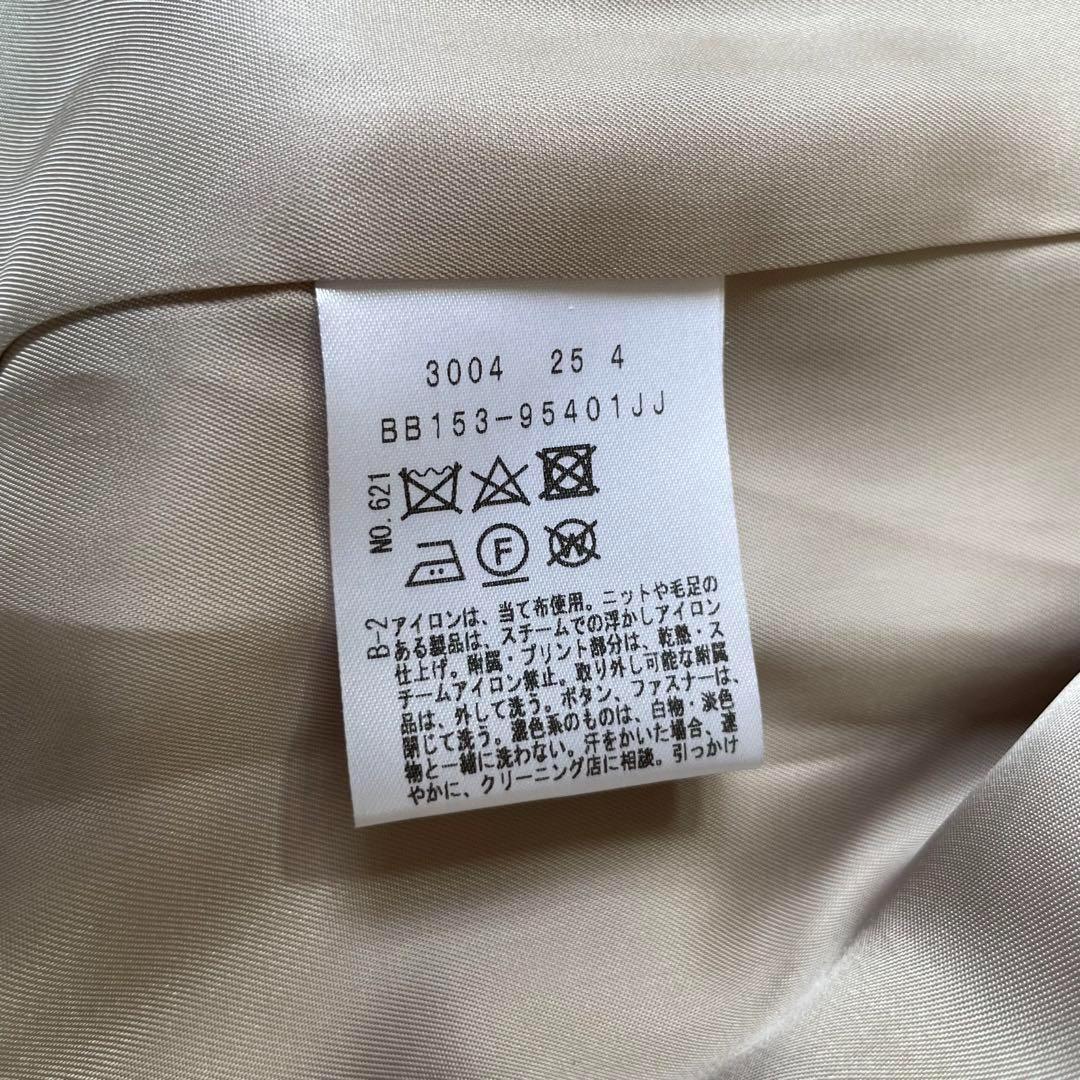 3004 25 4
BB153-95401JJ
NO.621
F
W
B-2
アイロンは、当て布使用。ニットや毛足の
ある製品は、スチームでの浮かしアイロン
仕上げ。附属・プリント部分は、乾熱・ス
チームアイロン禁止。取り外し可能な附属
品は、外して洗う。ボタン、ファスナーは、
閉じて洗う。濃色系のものは、白物・淡色
物と一緒に洗わない。汗をかいた場合、速
やかに、クリーニング店に相談。引っかけ